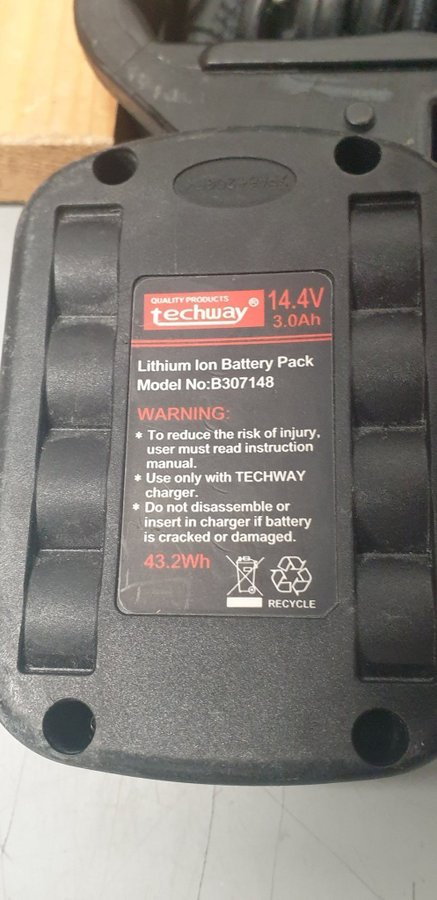 QUALITY PRODUCTS
techway®
14.4V
3.0Ah
Lithium Ion Battery Pack
Model No:B307148
WARNING:
* To reduce the risk of injury,
user must read instruction
manual.
* Use only with TECHWAY
charger.
* Do not disassemble or
insert in charger if battery
is cracked or damaged.
43.2Wh
RECYCLE